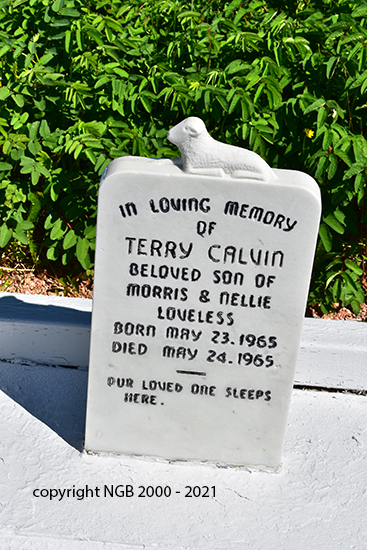 IN LOVING MEMORY
OF
TERRY CALVIN
BELOVED SON OF
MORRIS & NELLIE
LOVELESS
BORN MAY 23. 1965
DIED MAY 24. 1965
OUR LOVED ONE SLEEPS
HERE.
copyright NGB 2000 - 2021